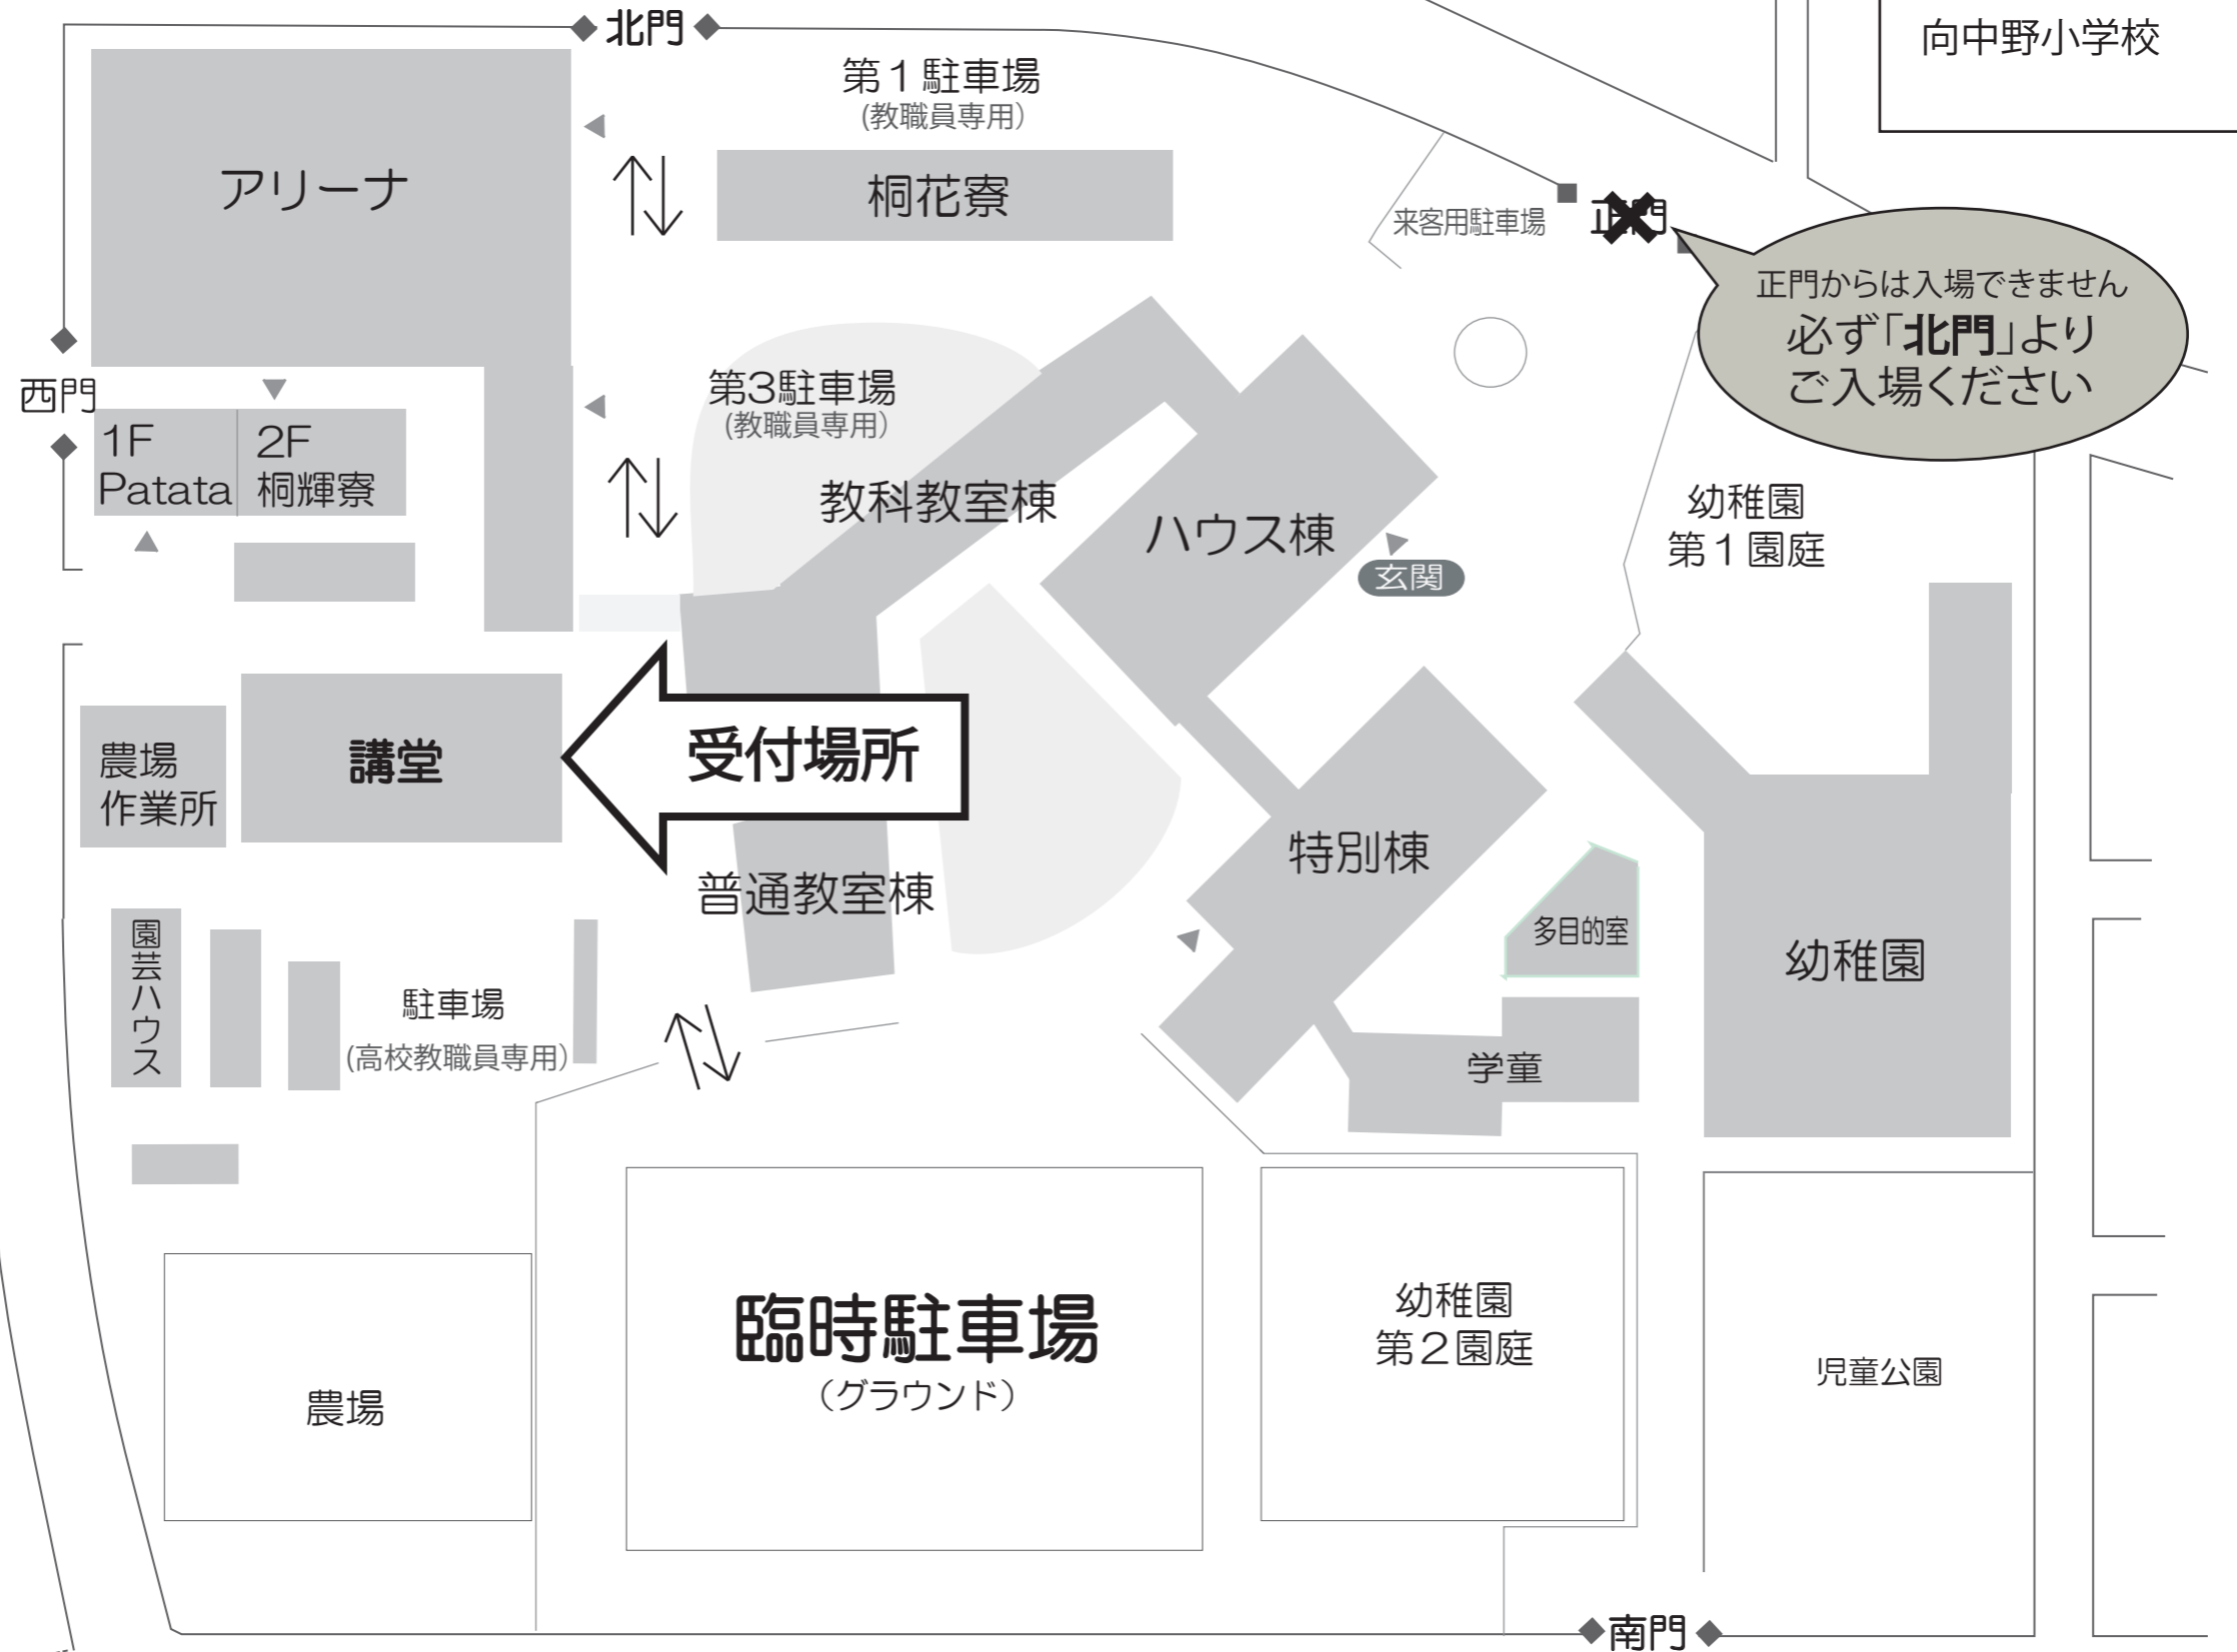 北門
向中野小学校
第１駐車場
(教職員専用)
アリーナ
桐花寮
来客用駐車場
正門
正門からは入場できません
必ず「北門」より
ご入場ください
西門
第3駐車場
(教職員専用)
1F
Patata
2F
桐輝寮
教科教室棟
ハウス棟
玄関
幼稚園
第１園庭
受付場所
講堂
農場
作業所
特別棟
普通教室棟
多目的室
幼稚園
園芸ハウス
駐車場
(高校教職員専用)
学童
臨時駐車場
（グラウンド）
幼稚園
第２園庭
児童公園
農場
南門